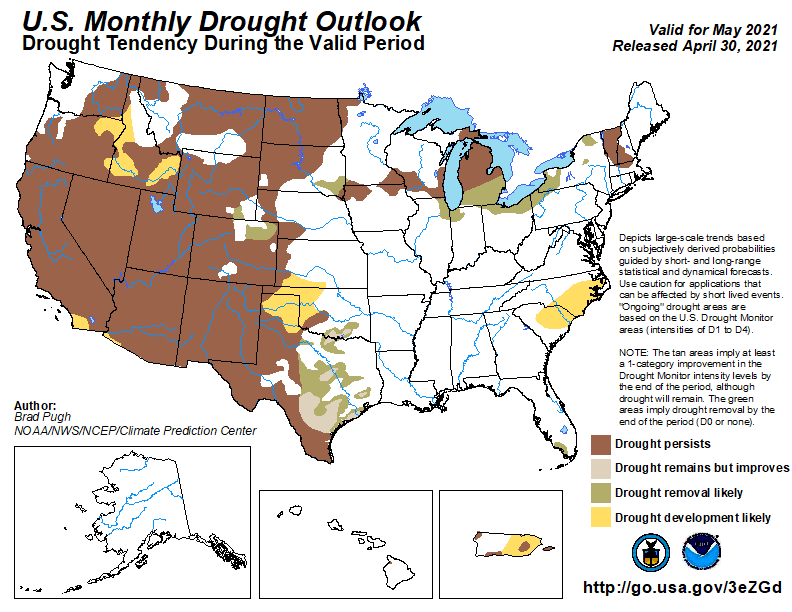 U.S. Monthly Drought Outlook
Drought Tendency During the Valid Period
Valid for May 2021
Released April 30, 2021
Depicts large-scale trends based
on subjectively derived probabilities
guided by short- and long-range
statistical and dynamical forecasts.
Use caution for applications that
can be affected by short lived events.
"Ongoing" drought areas are
based on the U.S. Drought Monitor
areas (intensities of D1 to D4).
NOTE: The tan areas imply at least
a 1-category improvement in the
Drought Monitor intensity levels by
the end of the period, although
drought will remain. The green
areas imply drought removal by the
end of the period (D0 or none).
Author:
Brad Pugh
NOAA/NWS/NCEP/Climate Prediction Center
Drought persists
Drought remains but improves
Drought removal likely
Drought development likely
http://go.usa.gov/3eZGd